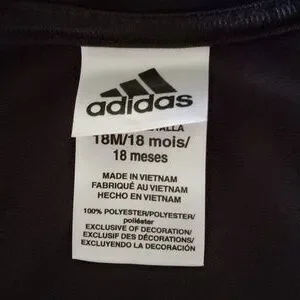 adidas
TALLA
18M/18 mois/
18 meses
MADE IN VIETNAM
FABRIQUÉ AU VIETNAM
HECHO EN VIETNAM
100% POLYESTER/POLYESTER/
poliéster
EXCLUSIVE OF DECORATION/
EXCLUSIF DES DÉCORATIONS/
EXCLUYENDO LA DECORACIÓN